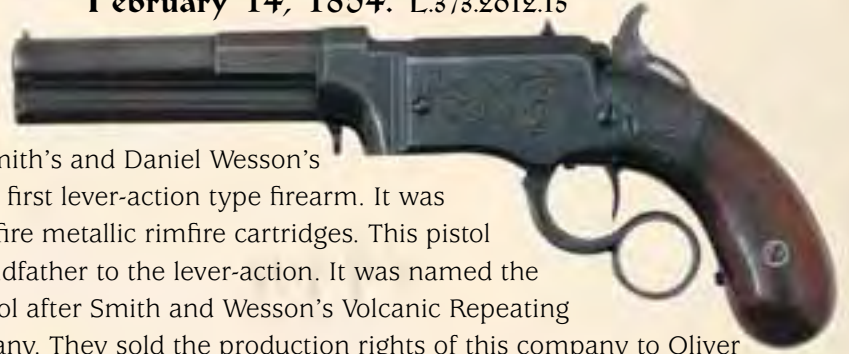 February 14, 1854. L.373.2012.15
mith's and Daniel Wesson's
first lever-action type firearm. It was
fire metallic rimfire cartridges. This pistol
dfather to the lever-action. It was named the
ol after Smith and Wesson's Volcanic Repeating
any. They sold the production rights of this company to Oliver